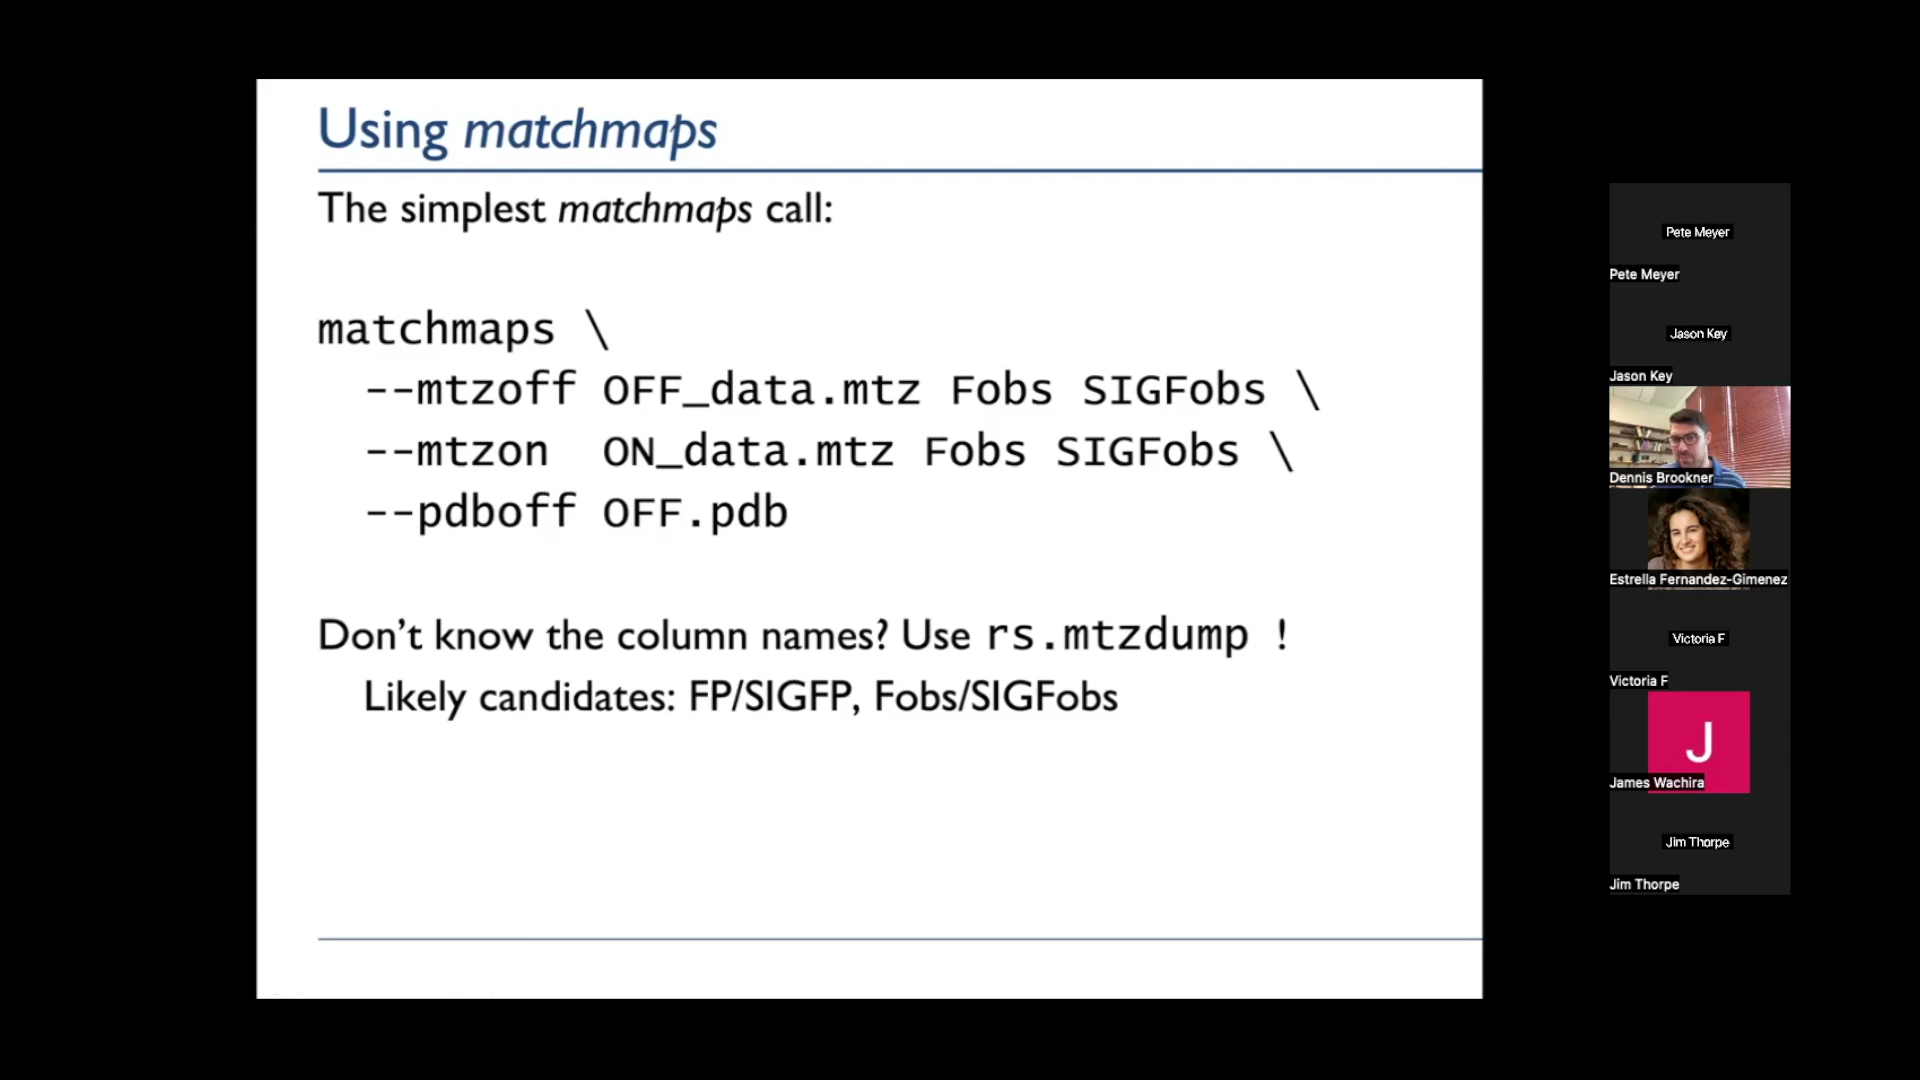 Using matchmaps
The simplest matchmaps call:
matchmaps \
--mtzoff OFF_data.mtz Fobs SIGFobs \
--mtzon ON_data.mtz Fobs SIGFobs \
--pdboff OFF.pdb
Don’t know the column names? Use rs.mtzdump !
Likely candidates: FP/SIGFP, Fobs/SIGFobs
Pete Meyer
Pete Meyer
Jason Key
Jason Key
Dennis Brookner
Estrella Fernandez-Gimenez
Victoria F
Victoria F
J
James Wachira
Jim Thorpe
Jim Thorpe